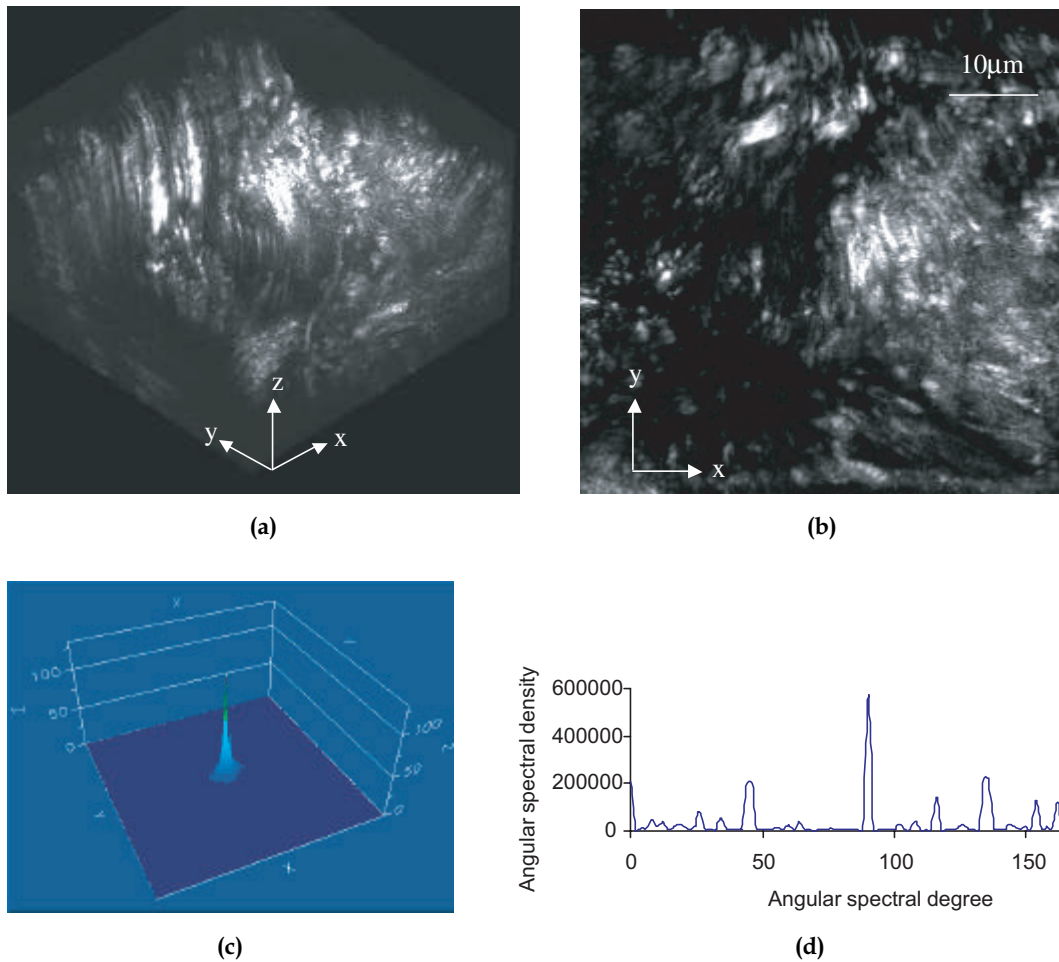 z
y
x
(a)
10µm
y
x
(b)
X
100
50
0
100
50
0
(c)
Angular spectral density
600000
400000
200000
0
0 50 100 150
Angular spectral degree
(d)